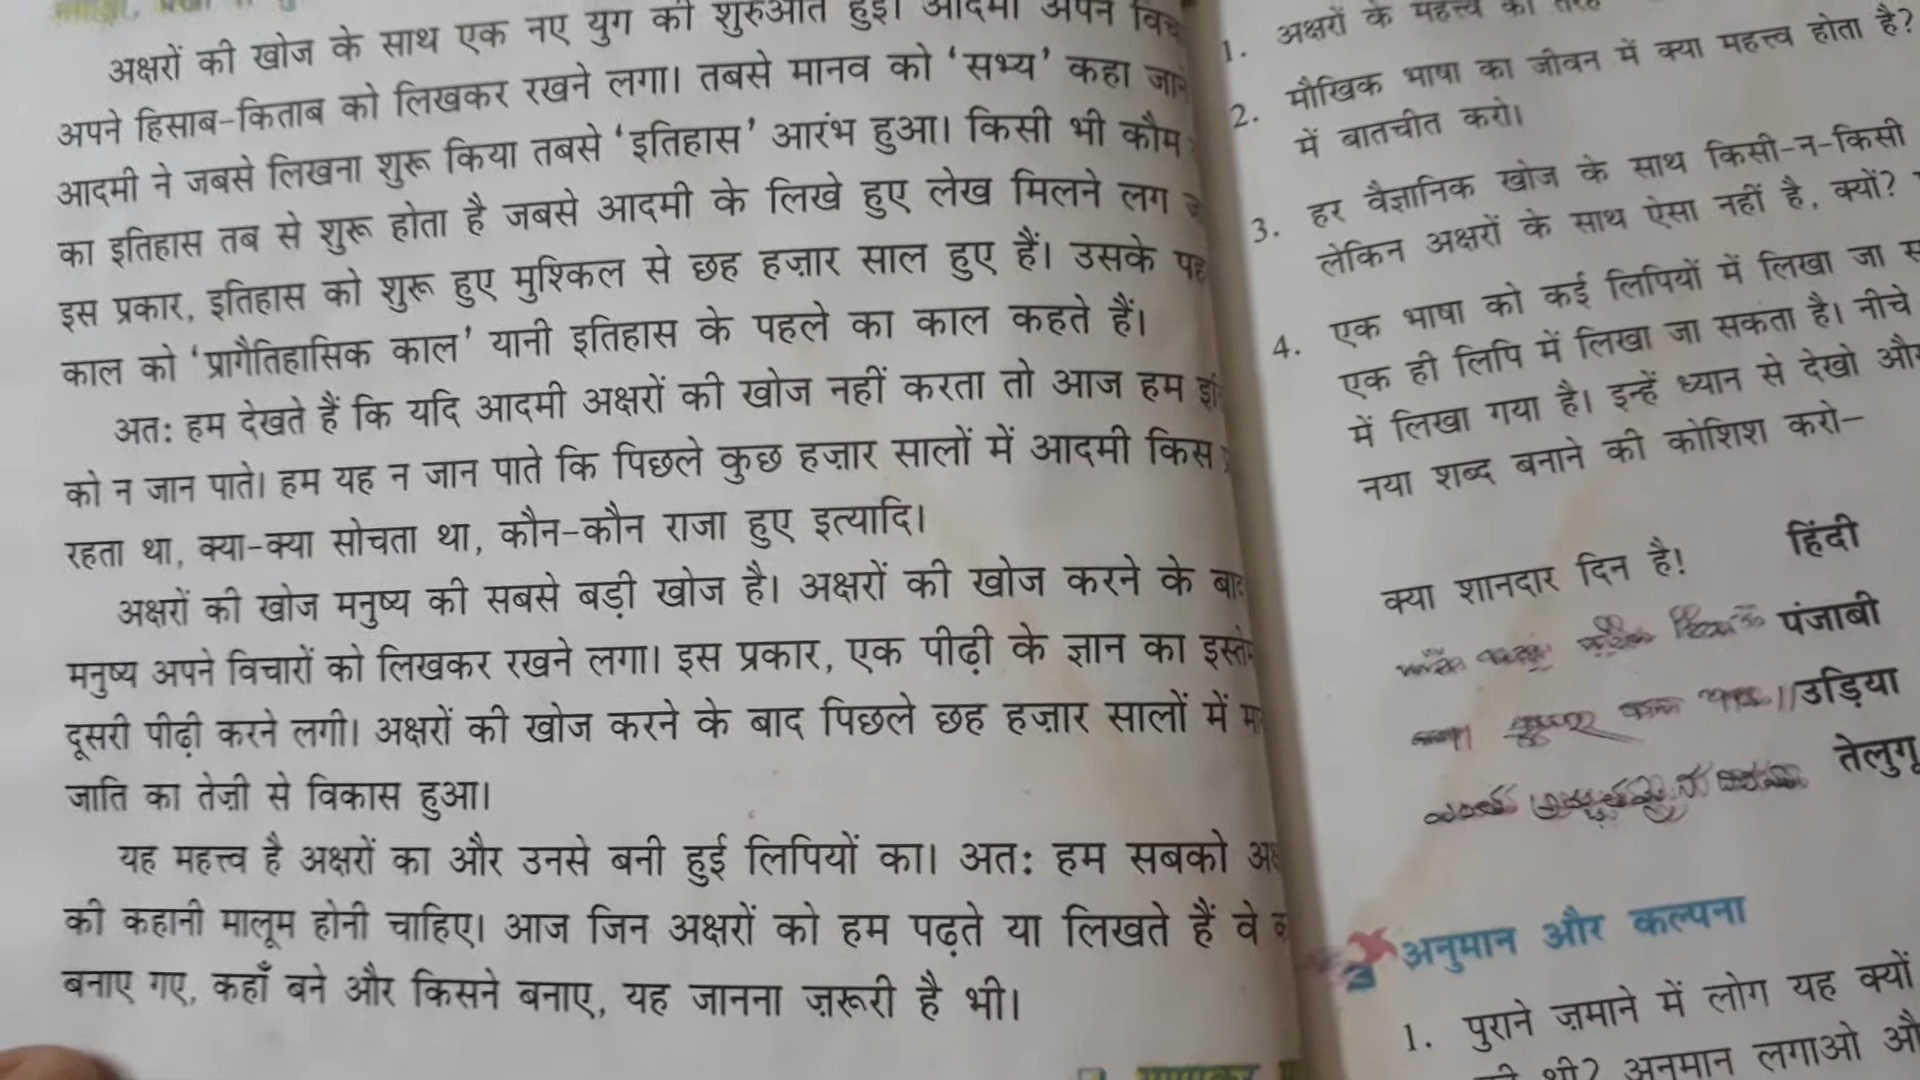 अक्षरों की खोज के साथ एक नए युग की शुरुआत हुई। आदमी अपने
अपने हिसाब-किताब को लिखकर रखने लगा। तबसे मानव को 'सभ्य' कहा जाने
आदमी ने जबसे लिखना शुरू किया तबसे 'इतिहास' आरंभ हुआ। किसी भी कौम
का इतिहास तब से शुरू होता है जबसे आदमी के लिखे हुए लेख मिलने लग
इस प्रकार, इतिहास को शुरू हुए मुश्किल से छह हज़ार साल हुए हैं। उसके
काल को 'प्रागैतिहासिक काल' यानी इतिहास के पहले का काल कहते हैं।
अतः हम देखते हैं कि यदि आदमी अक्षरों की खोज नहीं करता तो आज हम
को न जान पाते। हम यह न जान पाते कि पिछले कुछ हज़ार सालों में आदमी किस
रहता था, क्या-क्या सोचता था, कौन-कौन राजा हुए इत्यादि।
अक्षरों की खोज मनुष्य की सबसे बड़ी खोज है। अक्षरों की खोज करने के बाद
मनुष्य अपने विचारों को लिखकर रखने लगा। इस प्रकार, एक पीढ़ी के ज्ञान का
दूसरी पीढ़ी करने लगी। अक्षरों की खोज करने के बाद पिछले छह हज़ार सालों में
जाति का तेज़ी से विकास हुआ।
यह महत्त्व है अक्षरों का और उनसे बनी हुई लिपियों का। अतः हम सबको
की कहानी मालूम होनी चाहिए। आज जिन अक्षरों को हम पढ़ते या लिखते हैं वे
बनाए गए, कहाँ बने और किसने बनाए, यह जानना ज़रूरी है भी।
1. अक्षरों के महत्त्व की तरह
2. मौखिक भाषा का जीवन में क्या महत्त्व होता है?
में बातचीत करो।
3. हर वैज्ञानिक खोज के साथ किसी-न-किसी
लेकिन अक्षरों के साथ ऐसा नहीं है, क्यों?
4. एक भाषा को कई लिपियों में लिखा जा
एक ही लिपि में लिखा जा सकता है। नीचे
में लिखा गया है। इन्हें ध्यान से देखो और
नया शब्द बनाने की कोशिश करो-
क्या शानदार दिन है! हिंदी
पंजाबी
उड़िया
तेलुगू
अनुमान और कल्पना
1. पुराने ज़माने में लोग यह क्यों
थी? अनुमान लगाओ